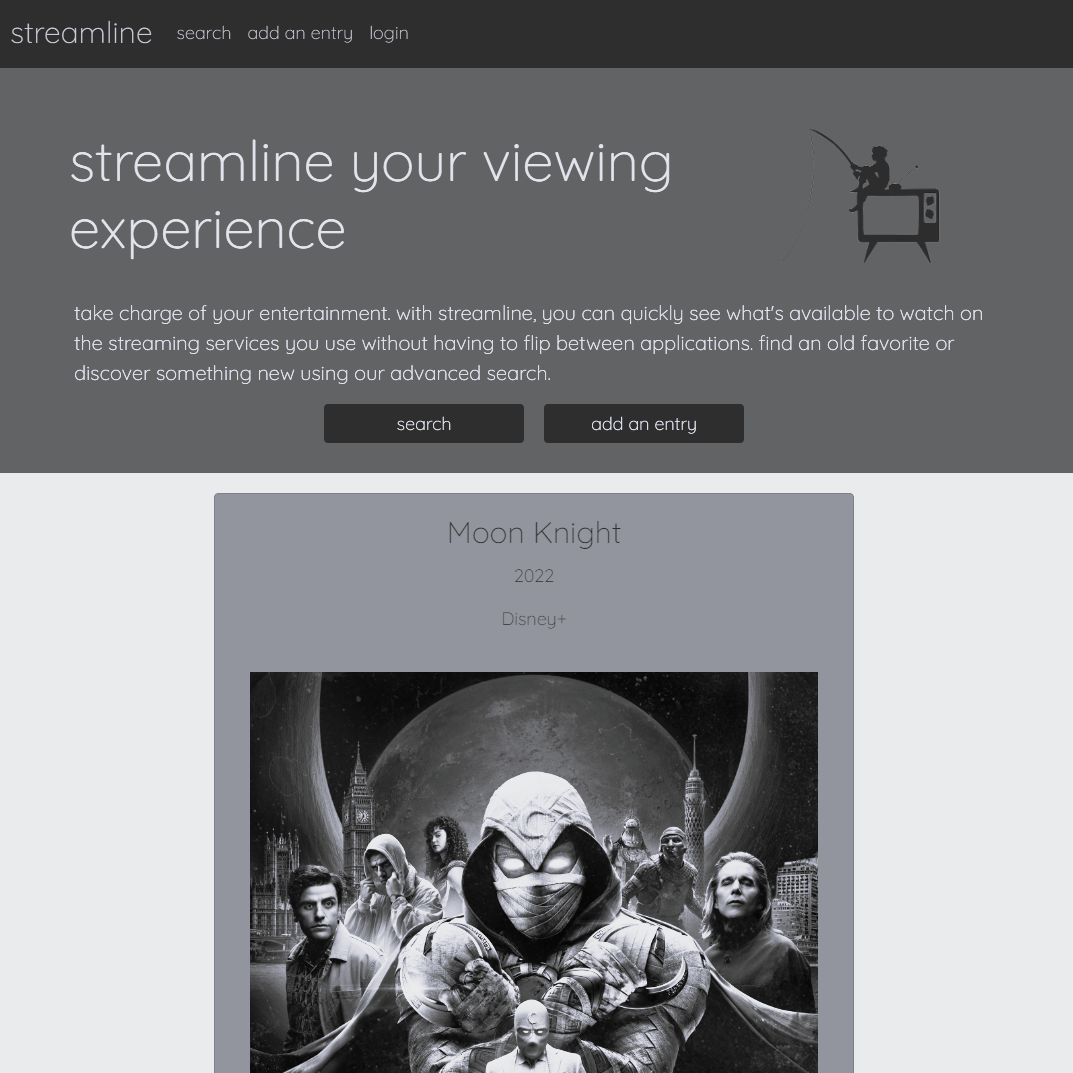 streamline search add an entry login
streamline your viewing
experience
take charge of your entertainment. with streamline, you can quickly see what's available to watch on
the streaming services you use without having to flip between applications. find an old favorite or
discover something new using our advanced search.
search add an entry
Moon Knight
2022
Disney+